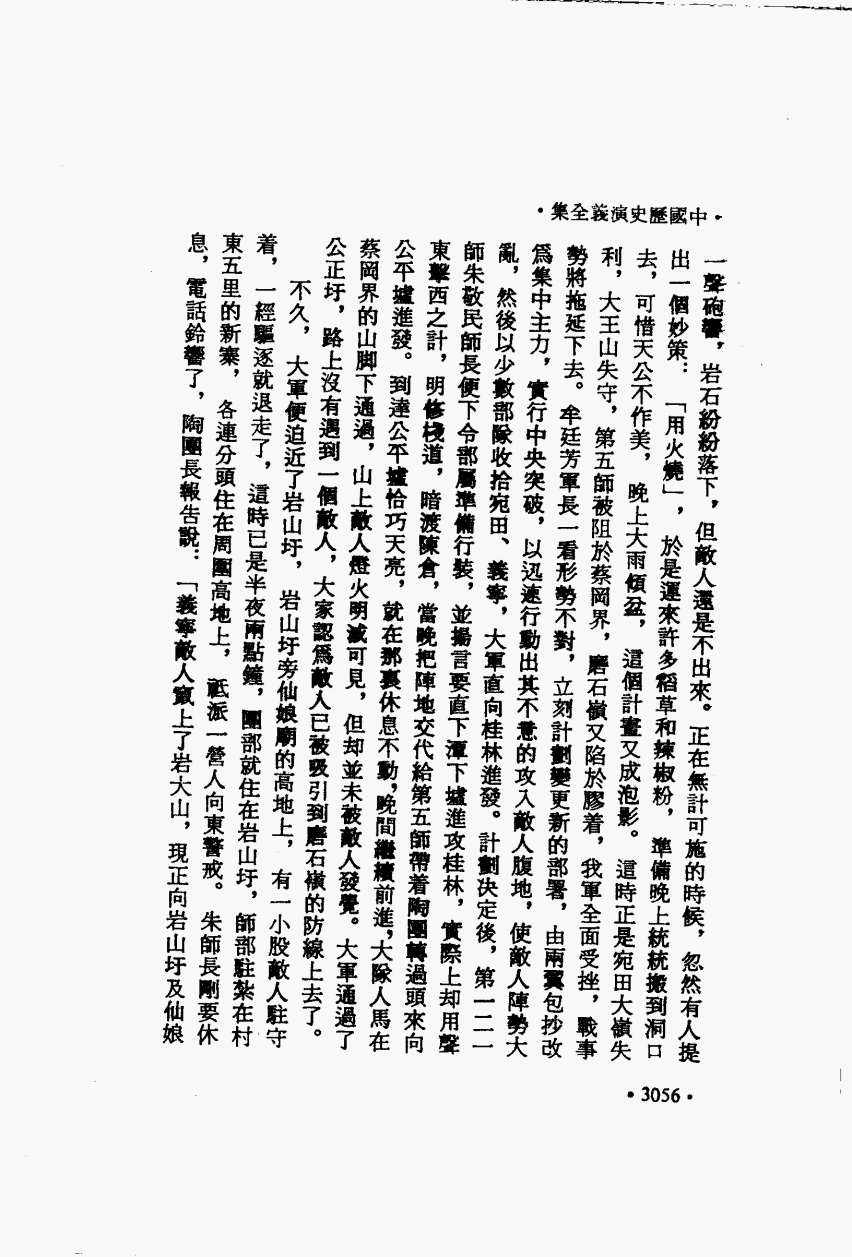 •中國歷史演義全集•
一聲砲響，岩石紛紛落下，但敵人還是不出來。正在無計可施的時候，忽然有人提
出一個妙策：「用火燒」，於是運來許多稻草和辣椒粉，準備晚上統統搬到洞口
去，可惜天公不作美，晚上大雨傾盆，這個計畫又成泡影。這時正是宛田大嶺失
利，大王山失守，第五師被阻於蔡岡界，磨石嶺又陷於膠着，我軍全面受挫，戰事
勢將拖延下去。牟廷芳軍長一看形勢不對，立刻計劃變更新的部署，由兩翼包抄改
爲集中主力，實行中央突破，以迅速行動出其不意的攻入敵人腹地，使敵人陣勢大
亂，然後以少數部隊收拾宛田、義寧，大軍直向桂林進發。計劃決定後，第一二一
師朱敬民師長便下令部屬準備行裝，並揚言要直下潭下墟進攻桂林，實際上却用聲
東擊西之計，明修棧道，暗渡陳倉，當晚把陣地交代給第五師帶着陶團轉過頭來向
公平墟進發。到達公平墟恰巧天亮，就在那裏休息不動，晚間繼續前進，大隊人馬在
蔡岡界的山脚下通過，山上敵人燈火明滅可見，但却並未被敵人發覺。大軍通過了
公正圩，路上沒有遇到一個敵人，大家認爲敵人已被吸引到磨石嶺的防線上去了。
不久，大軍便迫近了岩山圩，岩山圩旁仙娘廟的高地上，有一小股敵人駐守
着，一經驅逐就退走了，這時已是半夜兩點鐘，團部就住在岩山圩，師部駐紮在村
東五里的新寨，各連分頭住在周圍高地上，祗派一營人向東警戒。朱師長剛要休
息，電話鈴響了，陶團長報告說：「義寧敵人竄上了岩大山，現正向岩山圩及仙娘
•3056•